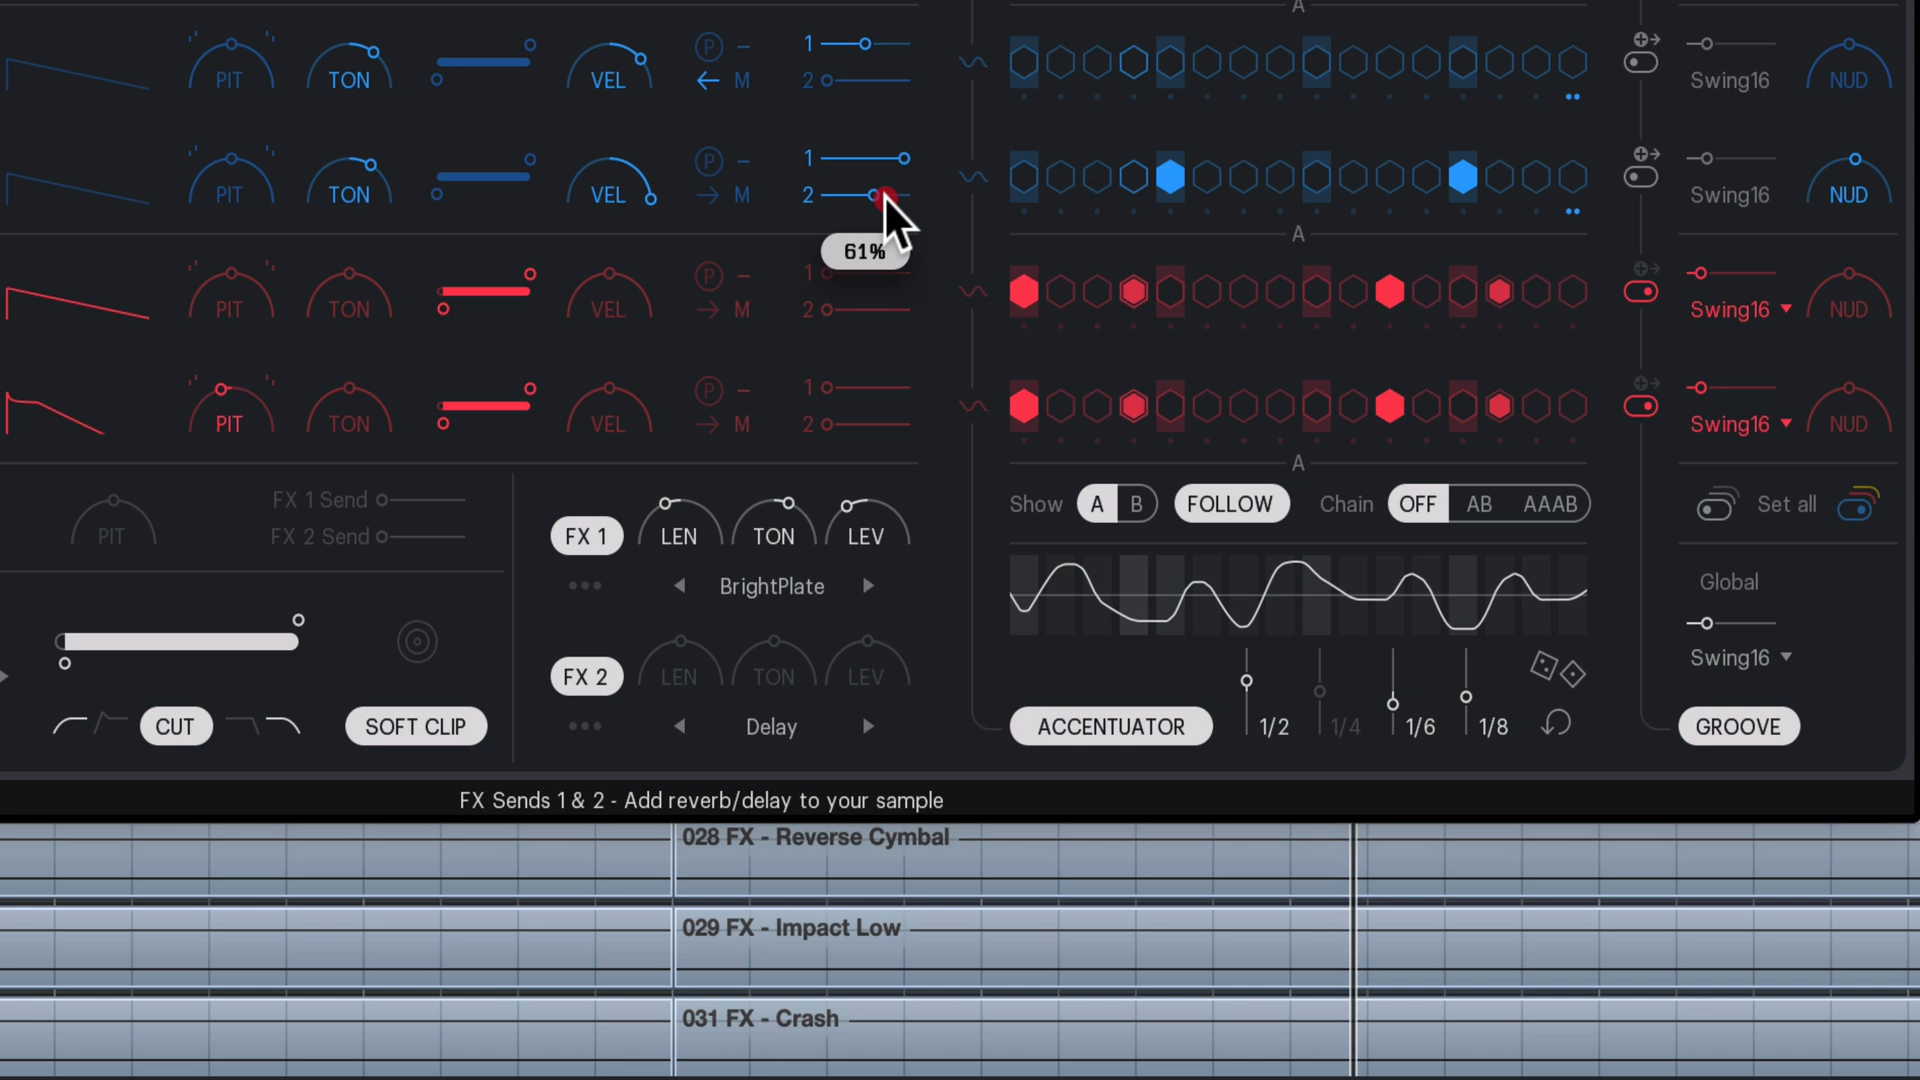 A
PIT TON VEL P – M 1 2 Swing16 NUD
PIT TON VEL P – M 1 2 Swing16 NUD
61%
A
PIT TON VEL P – M 1 2 Swing16 NUD
PIT TON VEL P – M 1 2 Swing16 NUD
A
PIT
FX 1 Send
FX 2 Send
FX 1 LEN TON LEV
BrightPlate
FX 2 LEN TON LEV
Delay
CUT SOFT CLIP
Show A B FOLLOW Chain OFF AB AAAB
ACCENTUATOR 1/2 1/4 1/6 1/8
Set all
Global
Swing16
GROOVE
FX Sends 1 & 2 - Add reverb/delay to your sample
028 FX - Reverse Cymbal
029 FX - Impact Low
031 FX - Crash